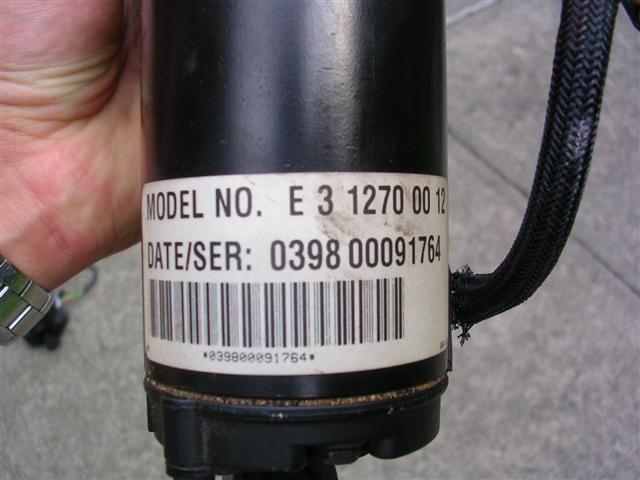 MODEL NO. E 3 1270 00 12
DATE/SER: 0398 00091764
*039800091764*